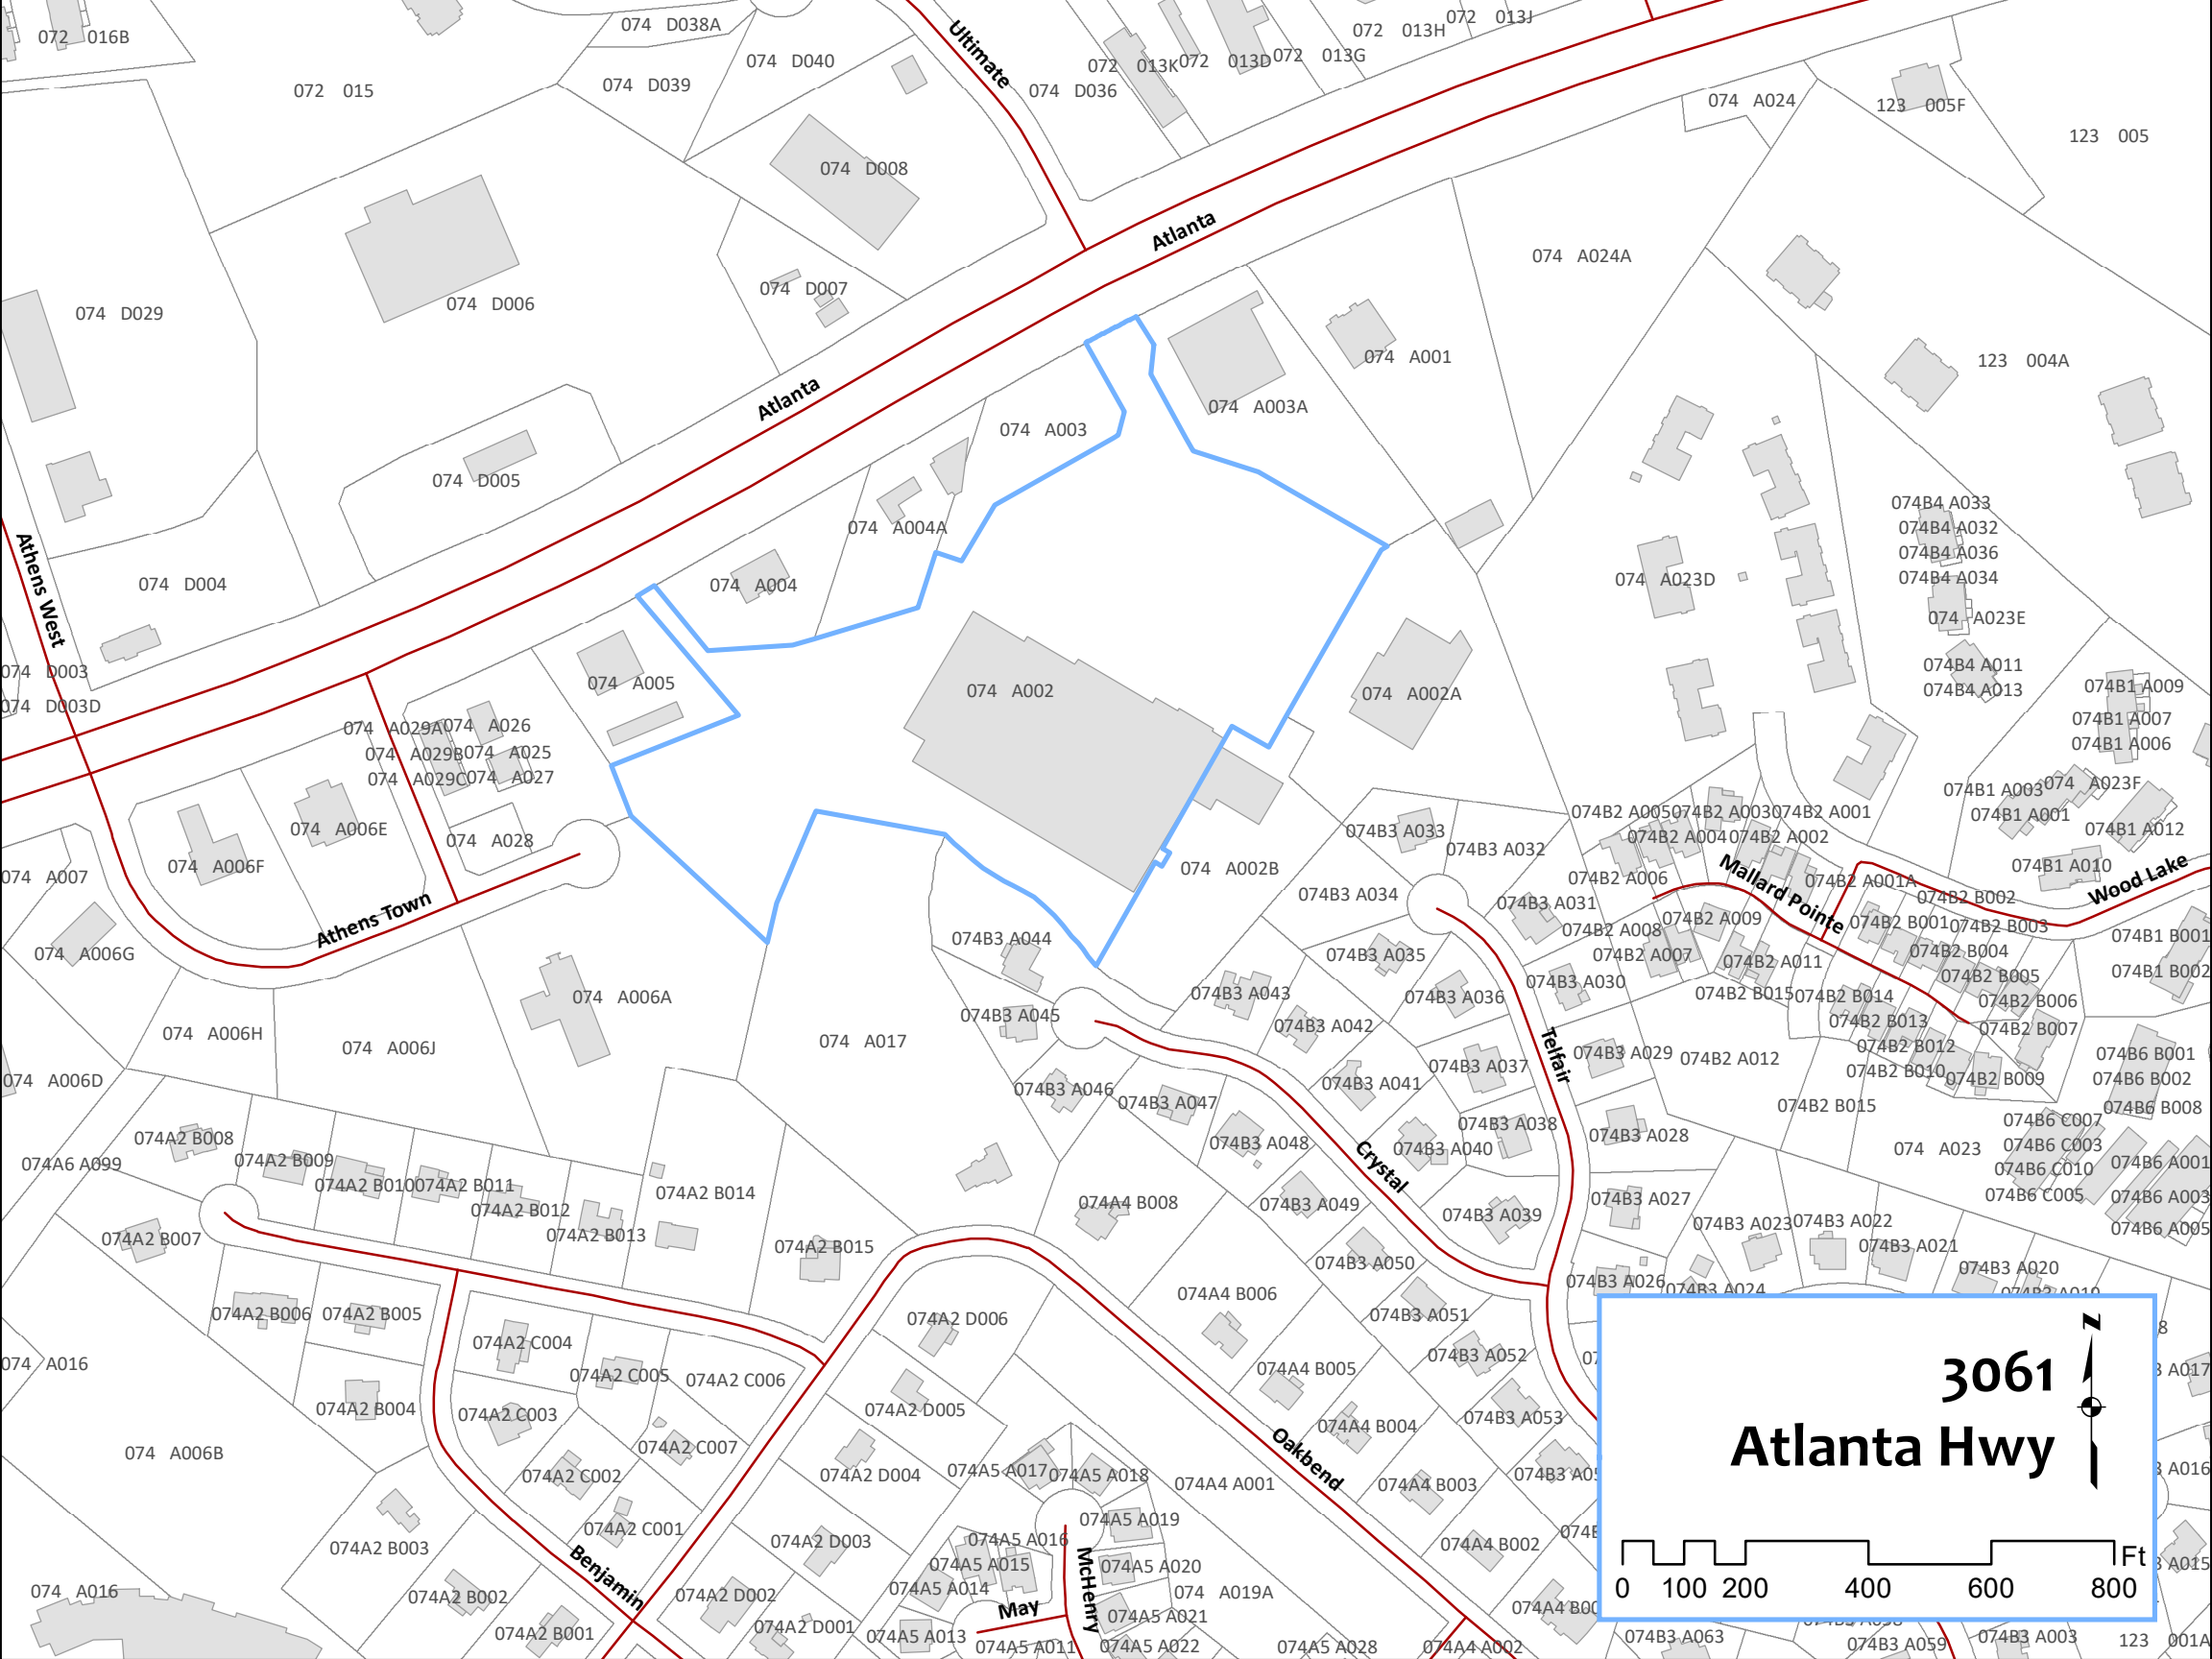 072 016B
074 D038A
072 013H
072 013J
072 015
074 D039
074 D040
Ultimate
074 D036
072 013K
072 013D
072 013G
074 A024
123 005F
123 005
074 D008
Atlanta
074 A024A
074 D029
074 D006
074 D007
074 A001
123 004A
Atlanta
074 A003A
074 A003
074 D005
074 A004A
074B4 A033
074B4 A032
074B4 A036
074B4 A034
074 A023E
Athens West
074 D004
074 A004
074 A023D
074 D003
074 D003D
074 A005
074 A002
074 A002A
074B4 A011
074B4 A013
074B1 A009
074B1 A007
074B1 A006
074 A029A
074 A026
074 A029B
074 A025
074 A029C
074 A027
074 A028
074 A006E
074 A006F
074 A007
074B1 A003
074 A023F
074B1 A001
074B1 A012
074B1 A010
Wood Lake
074B2 A005
074B2 A003
074B2 A001
074B2 A004
074B2 A002
Mallard Pointe
074B2 A006
074B2 A001A
074B2 B002
074B2 B001
074B2 B003
074B2 B004
074B2 B005
074B2 B006
074B2 B007
074B2 A009
074B2 A008
074B2 A007
074B2 A011
074B2 B015
074B2 B014
074B2 B013
074B2 B012
074B2 B010
074B2 B009
074B1 B001
074B1 B002
074B3 A033
074B3 A032
074 A002B
074B3 A034
074B3 A031
Athens Town
074 A006G
074 A006A
074B3 A044
074B3 A035
074B3 A030
074B3 A043
074B3 A036
074B3 A045
074B3 A042
074 A006H
074 A006J
074 A017
Telfair
074B3 A029
074B2 A012
074B3 A037
074B3 A041
074 A006D
074B3 A046
074B3 A047
074B6 B001
074B6 B002
074B6 B008
074B2 B015
074B3 A038
074B3 A028
074B3 A048
074B3 A040
Crystal
074 A023
074B6 C007
074B6 C003
074B6 C010
074B6 C005
074B6 A001
074B6 A003
074B6 A005
074A2 B008
074A6 A099
074A2 B009
074A2 B010
074A2 B011
074A2 B012
074A2 B013
074A2 B014
074A2 B015
074A4 B008
074B3 A049
074B3 A039
074B3 A027
074B3 A023
074B3 A022
074B3 A021
074B3 A020
074A2 B007
074B3 A050
074B3 A026
074B3 A024
074A2 B006
074A2 B005
074A4 B006
074B3 A051
074A2 D006
074A2 C004
074A2 C005
074A2 C006
074A4 B005
074B3 A052
074 A016
074A2 B004
074A2 C003
074A2 D005
074A4 B004
074B3 A053
074A2 C007
Oakbend
074 A006B
074A2 C002
074A2 D004
074A5 A017
074A5 A018
074A4 A001
074A4 B003
074A2 C001
074A2 B003
074A2 D003
074A5 A019
074A5 A016
074A5 A015
074A5 A014
074A5 A020
074A4 B002
Benjamin
McHenry
074 A016
074A2 B002
074A2 D002
074 A019A
May
074A5 A021
074A2 B001
074A2 D001
074A5 A013
074A5 A011
074A5 A022
074A5 A028
074A4 A002
074B3 A063
074B3 A059
074B3 A003
123 001A
3061
Atlanta Hwy
N
0 100 200 400 600 800
Ft